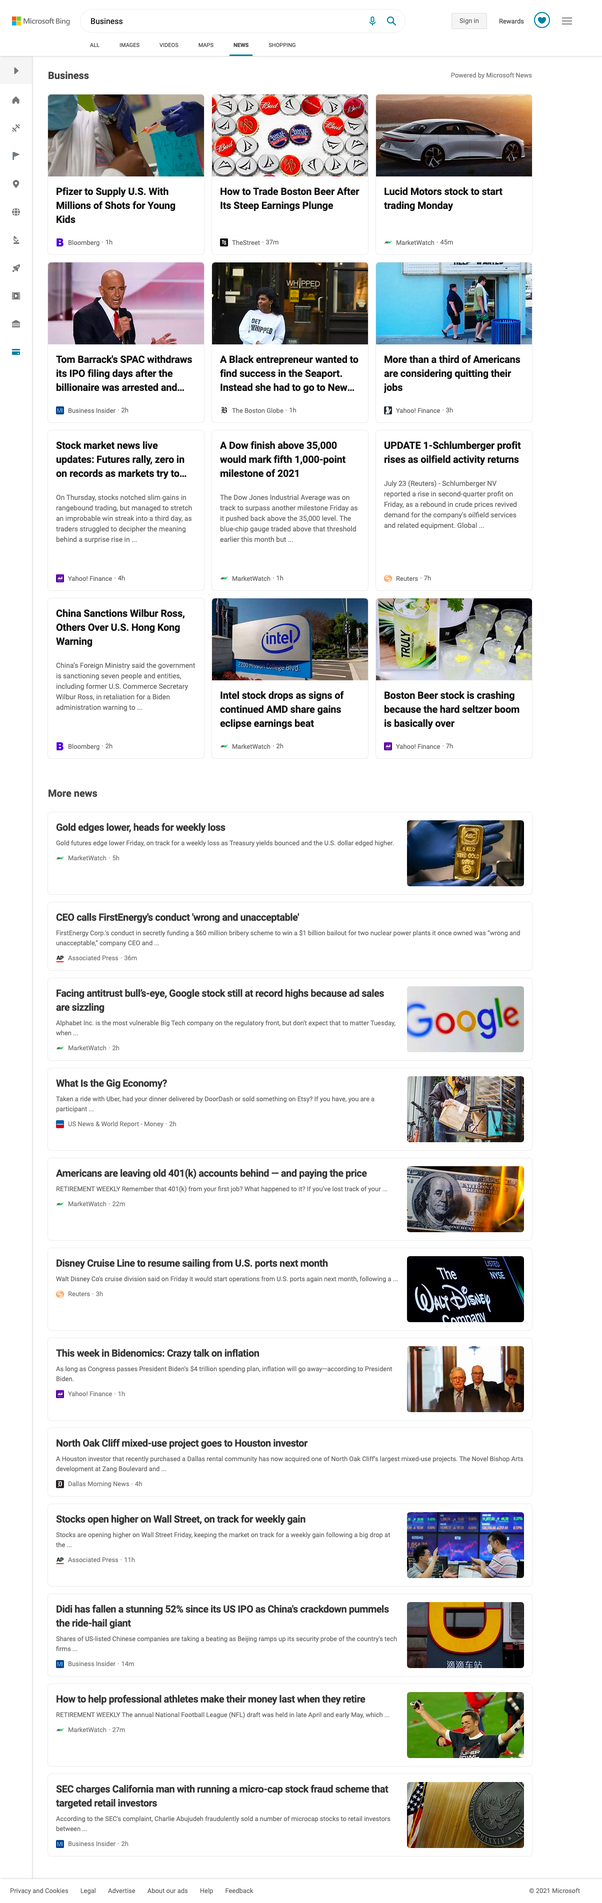 Microsoft Bing
Business
Sign in
Rewards
ALL IMAGES VIDEOS MAPS NEWS SHOPPING
Business
Powered by Microsoft News
Pfizer to Supply U.S. With
Millions of Shots for Young
Kids
Bloomberg · 1h
How to Trade Boston Beer After
Its Steep Earnings Plunge
TheStreet · 37m
Lucid Motors stock to start
trading Monday
MarketWatch · 45m
Tom Barrack's SPAC withdraws
its IPO filing days after the
billionaire was arrested and...
Business Insider · 2h
WHIPPED
GET
WHIPPED
A Black entrepreneur wanted to
find success in the Seaport.
Instead she had to go to New...
The Boston Globe · 1h
HELP WANTED
More than a third of Americans
are considering quitting their
jobs
Yahoo! Finance · 3h
Stock market news live
updates: Futures rally, zero in
on records as markets try to...
On Thursday, stocks notched slim gains in
rangebound trading, but managed to stretch
an improbable win streak into a third day, as
traders struggled to decipher the meaning
behind a surprise rise in ...
Yahoo! Finance · 4h
A Dow finish above 35,000
would mark fifth 1,000-point
milestone of 2021
The Dow Jones Industrial Average was on
track to surpass another milestone Friday as
it pushed back above the 35,000 level. The
blue-chip gauge traded above that threshold
earlier this month but ...
MarketWatch · 1h
UPDATE 1-Schlumberger profit
rises as oilfield activity returns
July 23 (Reuters) - Schlumberger NV
reported a rise in second-quarter profit on
Friday, as a rebound in crude prices revived
demand for the company's oilfield services
and related equipment. Global ...
Reuters · 7h
China Sanctions Wilbur Ross,
Others Over U.S. Hong Kong
Warning
China's Foreign Ministry said the government
is sanctioning seven people and entities,
including former U.S. Commerce Secretary
Wilbur Ross, in retaliation for a Biden
administration warning to ...
Bloomberg · 2h
intel
Intel stock drops as signs of
continued AMD share gains
eclipse earnings beat
MarketWatch · 2h
TRULY
Boston Beer stock is crashing
because the hard seltzer boom
is basically over
Yahoo! Finance · 7h
More news
Gold edges lower, heads for weekly loss
Gold futures edge lower Friday, on track for a weekly loss as Treasury yields bounced and the U.S. dollar edged higher.
MarketWatch · 5h
CEO calls FirstEnergy's conduct 'wrong and unacceptable'
FirstEnergy Corp.'s conduct in secretly funding a $60 million bribery scheme to win a $1 billion bailout for two nuclear power plants it once owned was "wrong and
unacceptable," company CEO and ...
AP Associated Press · 36m
Facing antitrust bull's-eye, Google stock still at record highs because ad sales
are sizzling
Alphabet Inc. is the most vulnerable Big Tech company on the regulatory front, but don't expect that to matter Tuesday,
when ...
MarketWatch · 2h
Google
What Is the Gig Economy?
Taken a ride with Uber, had your dinner delivered by DoorDash or sold something on Etsy? If you have, you are a
participant ...
US News & World Report - Money · 2h
Americans are leaving old 401(k) accounts behind — and paying the price
RETIREMENT WEEKLY Remember that 401(k) from your first job? What happened to it? If you've lost track of your ...
MarketWatch · 22m
Disney Cruise Line to resume sailing from U.S. ports next month
Walt Disney Co's cruise division said on Friday it would start operations from U.S. ports again next month, following a ...
Reuters · 3h
LISTED
NYSE
The
WALT DISNEY
Company
This week in Bidenomics: Crazy talk on inflation
As long as Congress passes President Biden's $4 trillion spending plan, inflation will go away—according to President
Biden.
Yahoo! Finance · 1h
North Oak Cliff mixed-use project goes to Houston investor
A Houston investor that recently purchased a Dallas rental community has now acquired one of North Oak Cliff's largest mixed-use projects. The Novel Bishop Arts
development at Zang Boulevard and ...
Dallas Morning News · 4h
Stocks open higher on Wall Street, on track for weekly gain
Stocks are opening higher on Wall Street Friday, keeping the market on track for a weekly gain following a big drop at
the ...
AP Associated Press · 11h
Didi has fallen a stunning 52% since its US IPO as China's crackdown pummels
the ride-hail giant
Shares of US-listed Chinese companies are taking a beating as Beijing ramps up its security probe of the country's tech
firms ...
Business Insider · 14m
滴滴车站
How to help professional athletes make their money last when they retire
RETIREMENT WEEKLY The annual National Football League (NFL) draft was held in late April and early May, which ...
MarketWatch · 27m
SEC charges California man with running a micro-cap stock fraud scheme that
targeted retail investors
According to the SEC's complaint, Charlie Abujudeh fraudulently sold a number of microcap stocks to retail investors
between ...
Business Insider · 2h
Privacy and Cookies Legal Advertise About our ads Help Feedback
© 2021 Microsoft